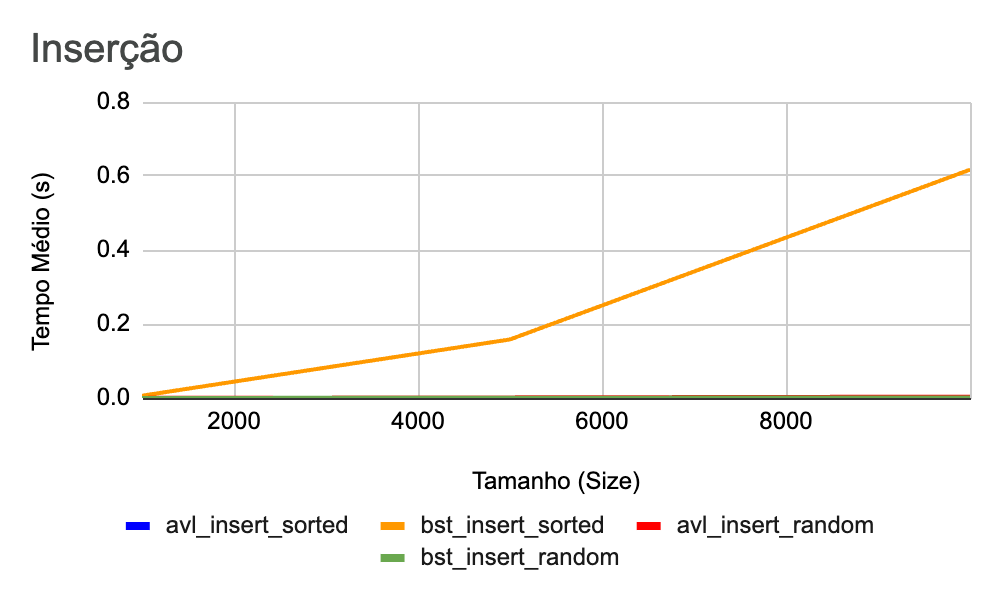 Inserção
0.8
0.6
0.4
0.2
0.0
Tempo Médio (s)
2000 4000 6000 8000
Tamanho (Size)
avl_insert_sorted bst_insert_sorted avl_insert_random
bst_insert_random